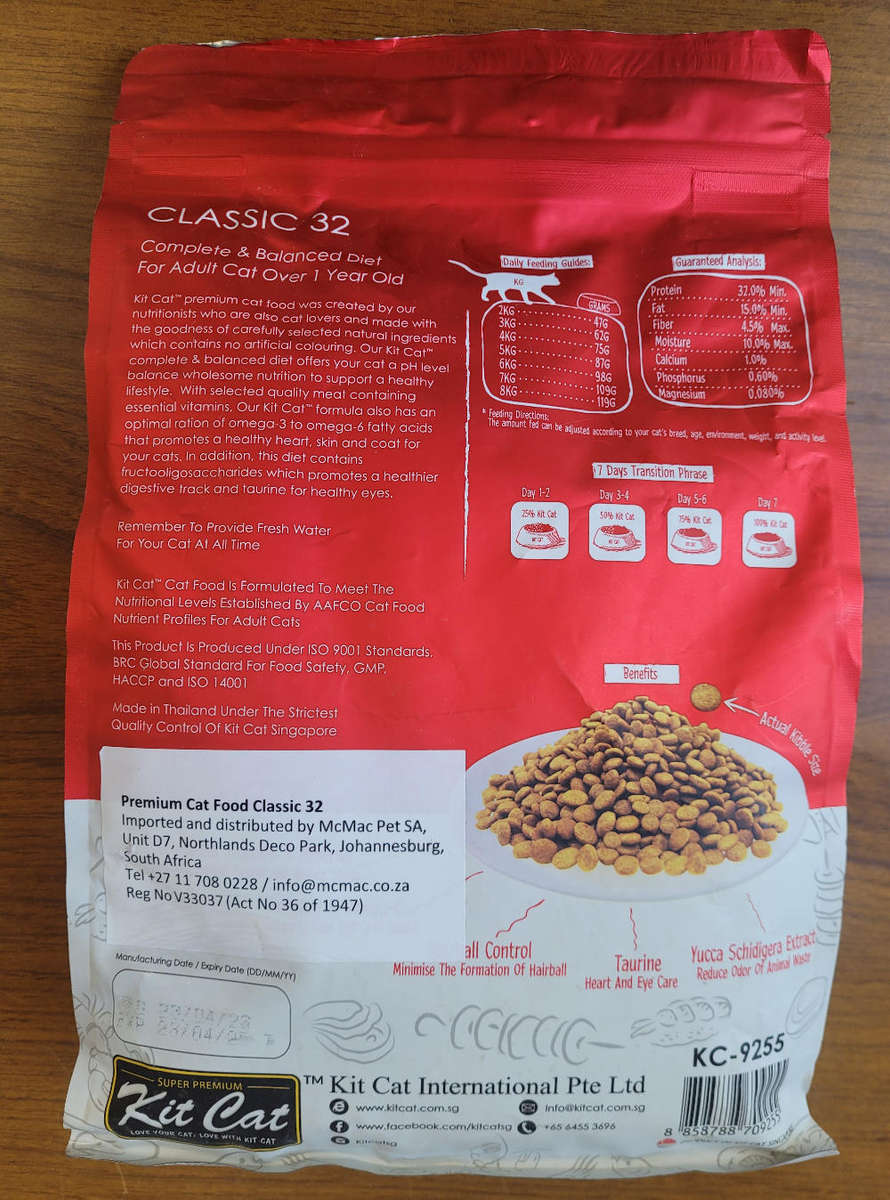 CLASSIC 32
Complete & Balanced Diet
For Adult Cat Over 1 Year Old
Kit Cat™ premium cat food was created by our
nutritionists who are also cat lovers and made with
the goodness of carefully selected natural ingredients
which contains no artificial colouring. Our Kit Cat™
complete & balanced diet offers your cat a pH level
balance wholesome nutrition to support a healthy
lifestyle. With selected quality meat containing
essential vitamins, Our Kit Cat™ formula also has an
optimal ration of omega-3 to omega-6 fatty acids
that promotes a healthy heart, skin and coat for
your cats. In addition, this diet contains
fructooligosaccharides which promotes a healthier
digestive track and taurine for healthy eyes.
Remember To Provide Fresh Water
For Your Cat At All Time
Kit Cat™ Cat Food Is Formulated To Meet The
Nutritional Levels Established By AAFCO Cat Food
Nutrient Profiles For Adult Cats
This Product Is Produced Under ISO 9001 Standards,
BRC Global Standard For Food Safety, GMP,
HACCP and ISO 14001
Made in Thailand Under The Strictest
Quality Control Of Kit Cat Singapore
Daily Feeding Guides:
KG GRAMS
2KG 47G
3KG 62G
4KG 75G
5KG 87G
6KG 98G
7KG 109G
8KG 119G
* Feeding Directions:
The amount fed can be adjusted according to your cat's breed, age, environment, weight, and activity level.
Guaranteed Analysis:
Protein 32.0% Min.
Fat 15.0% Min.
Fiber 4.5% Max.
Moisture 10.0% Max.
Calcium 1.0%
Phosphorus 0.60%
Magnesium 0.080%
7 Days Transition Phrase
Day 1-2 Day 3-4 Day 5-6 Day 7
25% Kit Cat 50% Kit Cat 75% Kit Cat 100% Kit Cat
Benefits
Actual Kibble Size
Premium Cat Food Classic 32
Imported and distributed by McMac Pet SA,
Unit D7, Northlands Deco Park, Johannesburg,
South Africa
Tel +27 11 708 0228 / info@mcmac.co.za
Reg No V33037 (Act No 36 of 1947)
all Control
Minimise The Formation Of Hairball
Taurine
Heart And Eye Care
Yucca Schidigera Extract
Reduce Odor Of Animal Waste
Manufacturing Date / Expiry Date (DD/MM/YY)
SUPER PREMIUM
Kit Cat
LOVE YOUR CAT, LOVE WITH KIT CAT
™ Kit Cat International Pte Ltd
www.kitcat.com.sg Info@kitcat.com.sg
www.facebook.com/kitcatsg +65 6455 3696
Kitcatsg
KC-9255
8 858788 709255